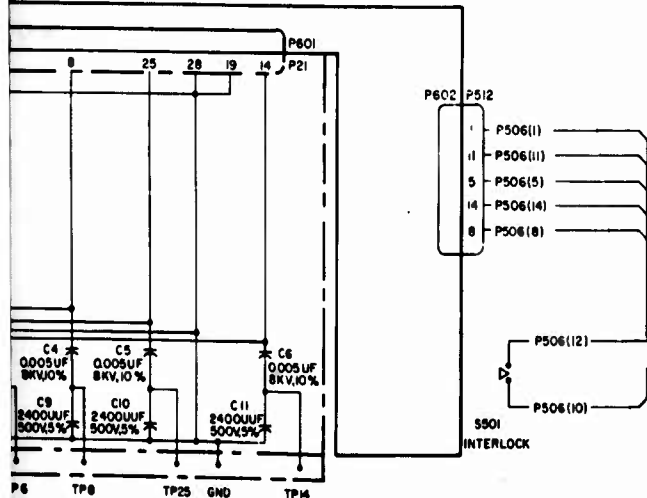 P601
8 25 28 19 14 P21
P602 P512
1 P506(1)
11 P506(11)
5 P506(5)
14 P506(14)
8 P506(8)
C4
0.005UF
8KV,10%
C5
0.005UF
8KV,10%
C6
0.005UF
8KV,10%
P506(12)
C9
2400UUF
500V,5%
C10
2400UUF
500V,5%
C11
2400UUF
500V,5%
P506(10)
S501
INTERLOCK
P6 TP8 TP25 GND TP14